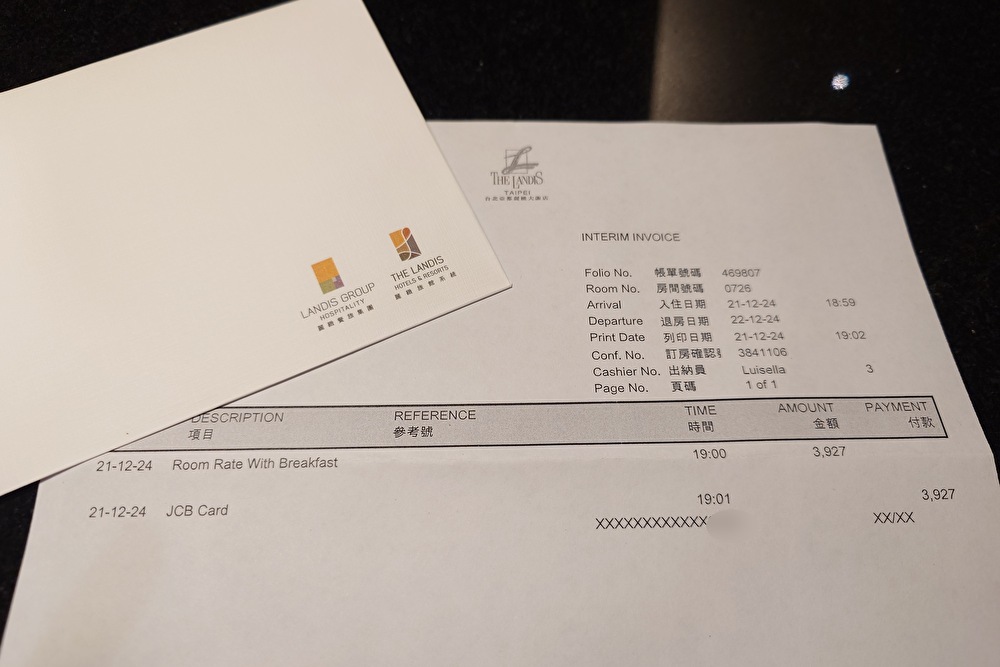 THE LANDIS
TAIPEI
INTERIM INVOICE
Folio No. 帳單號碼 469807
Room No. 房間號碼 0726
Arrival 入住日期 21-12-24 18:59
Departure 退房日期 22-12-24
Print Date 列印日期 21-12-24 19:02
Conf. No. 訂房確認 3841106
Cashier No. 出納員 Luisella 3
Page No. 頁碼 1 of 1
DESCRIPTION REFERENCE TIME AMOUNT PAYMENT
項目 參考號 時間 金額 付款
21-12-24 Room Rate With Breakfast 19:00 3,927
21-12-24 JCB Card 19:01 3,927
XXXXXXXXXXXX XX/XX
LANDIS GROUP
HOSPITALITY
麗緻餐旅集團
THE LANDIS
HOTELS & RESORTS
麗緻旅館系統